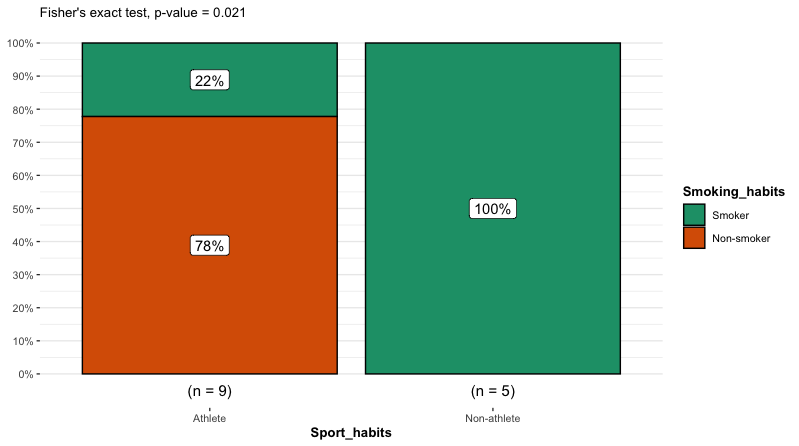 Fisher's exact test, p-value = 0.021
100%
90%
80%
70%
60%
50%
40%
30%
20%
10%
0%
22%
78%
100%
(n = 9)
(n = 5)
Athlete
Non-athlete
Sport_habits
Smoking_habits
Smoker
Non-smoker